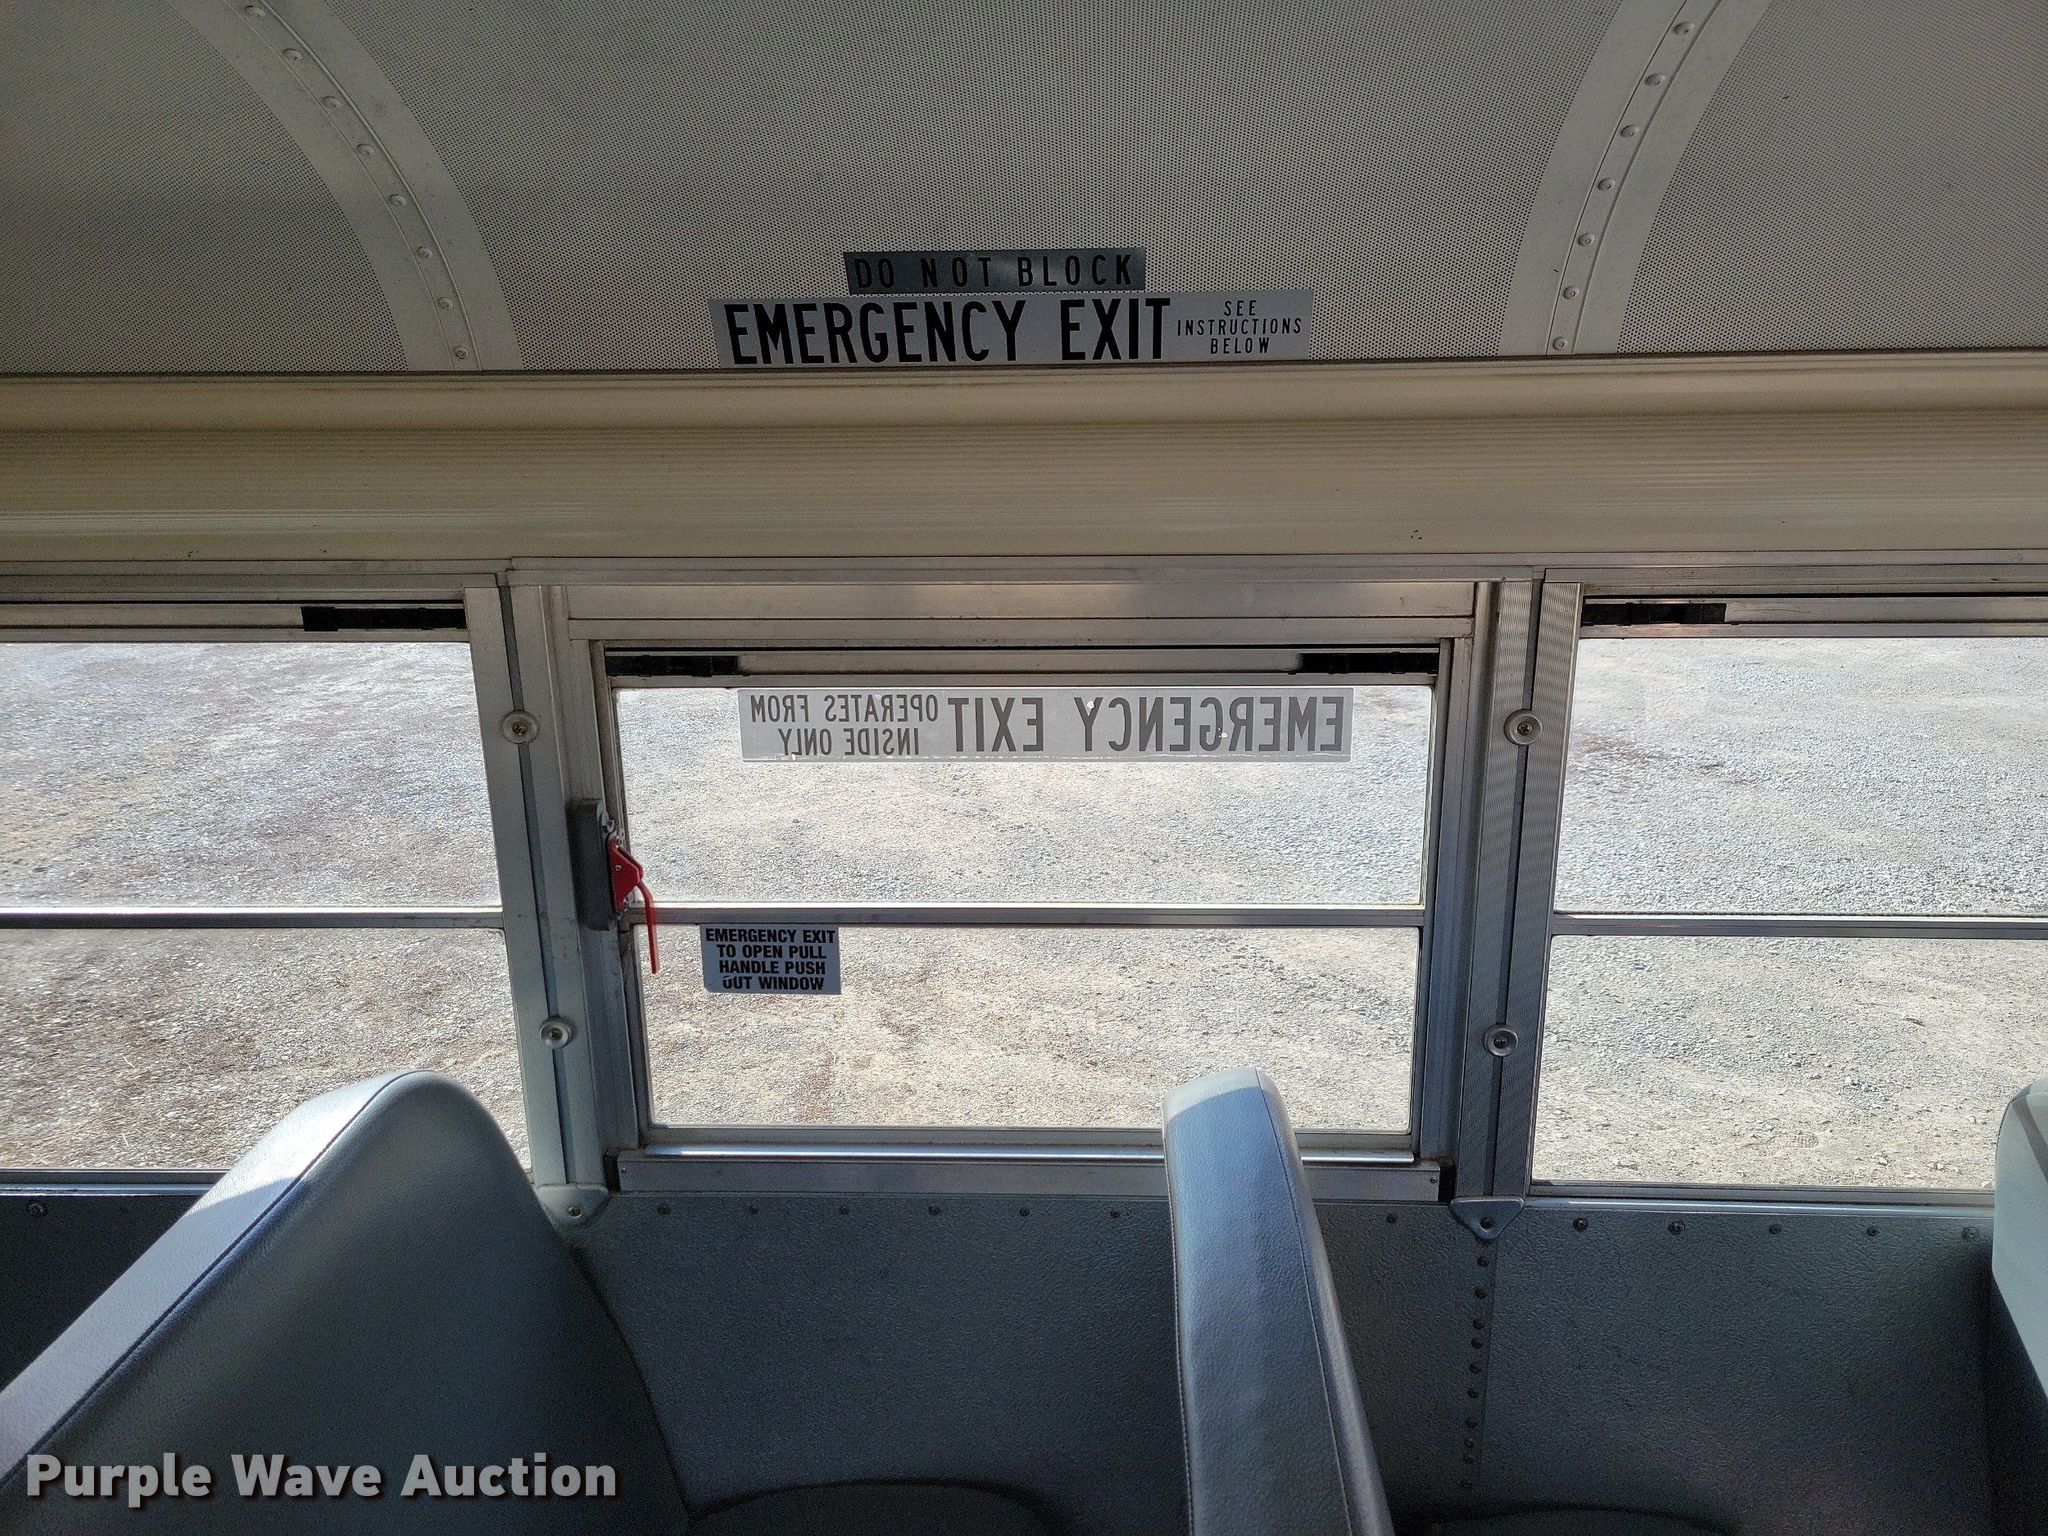 DO NOT BLOCK
EMERGENCY EXIT
SEE
INSTRUCTIONS
BELOW
EMERGENCY EXIT
OPERATES FROM
INSIDE ONLY
EMERGENCY EXIT
TO OPEN PULL
HANDLE PUSH
OUT WINDOW
Purple Wave Auction